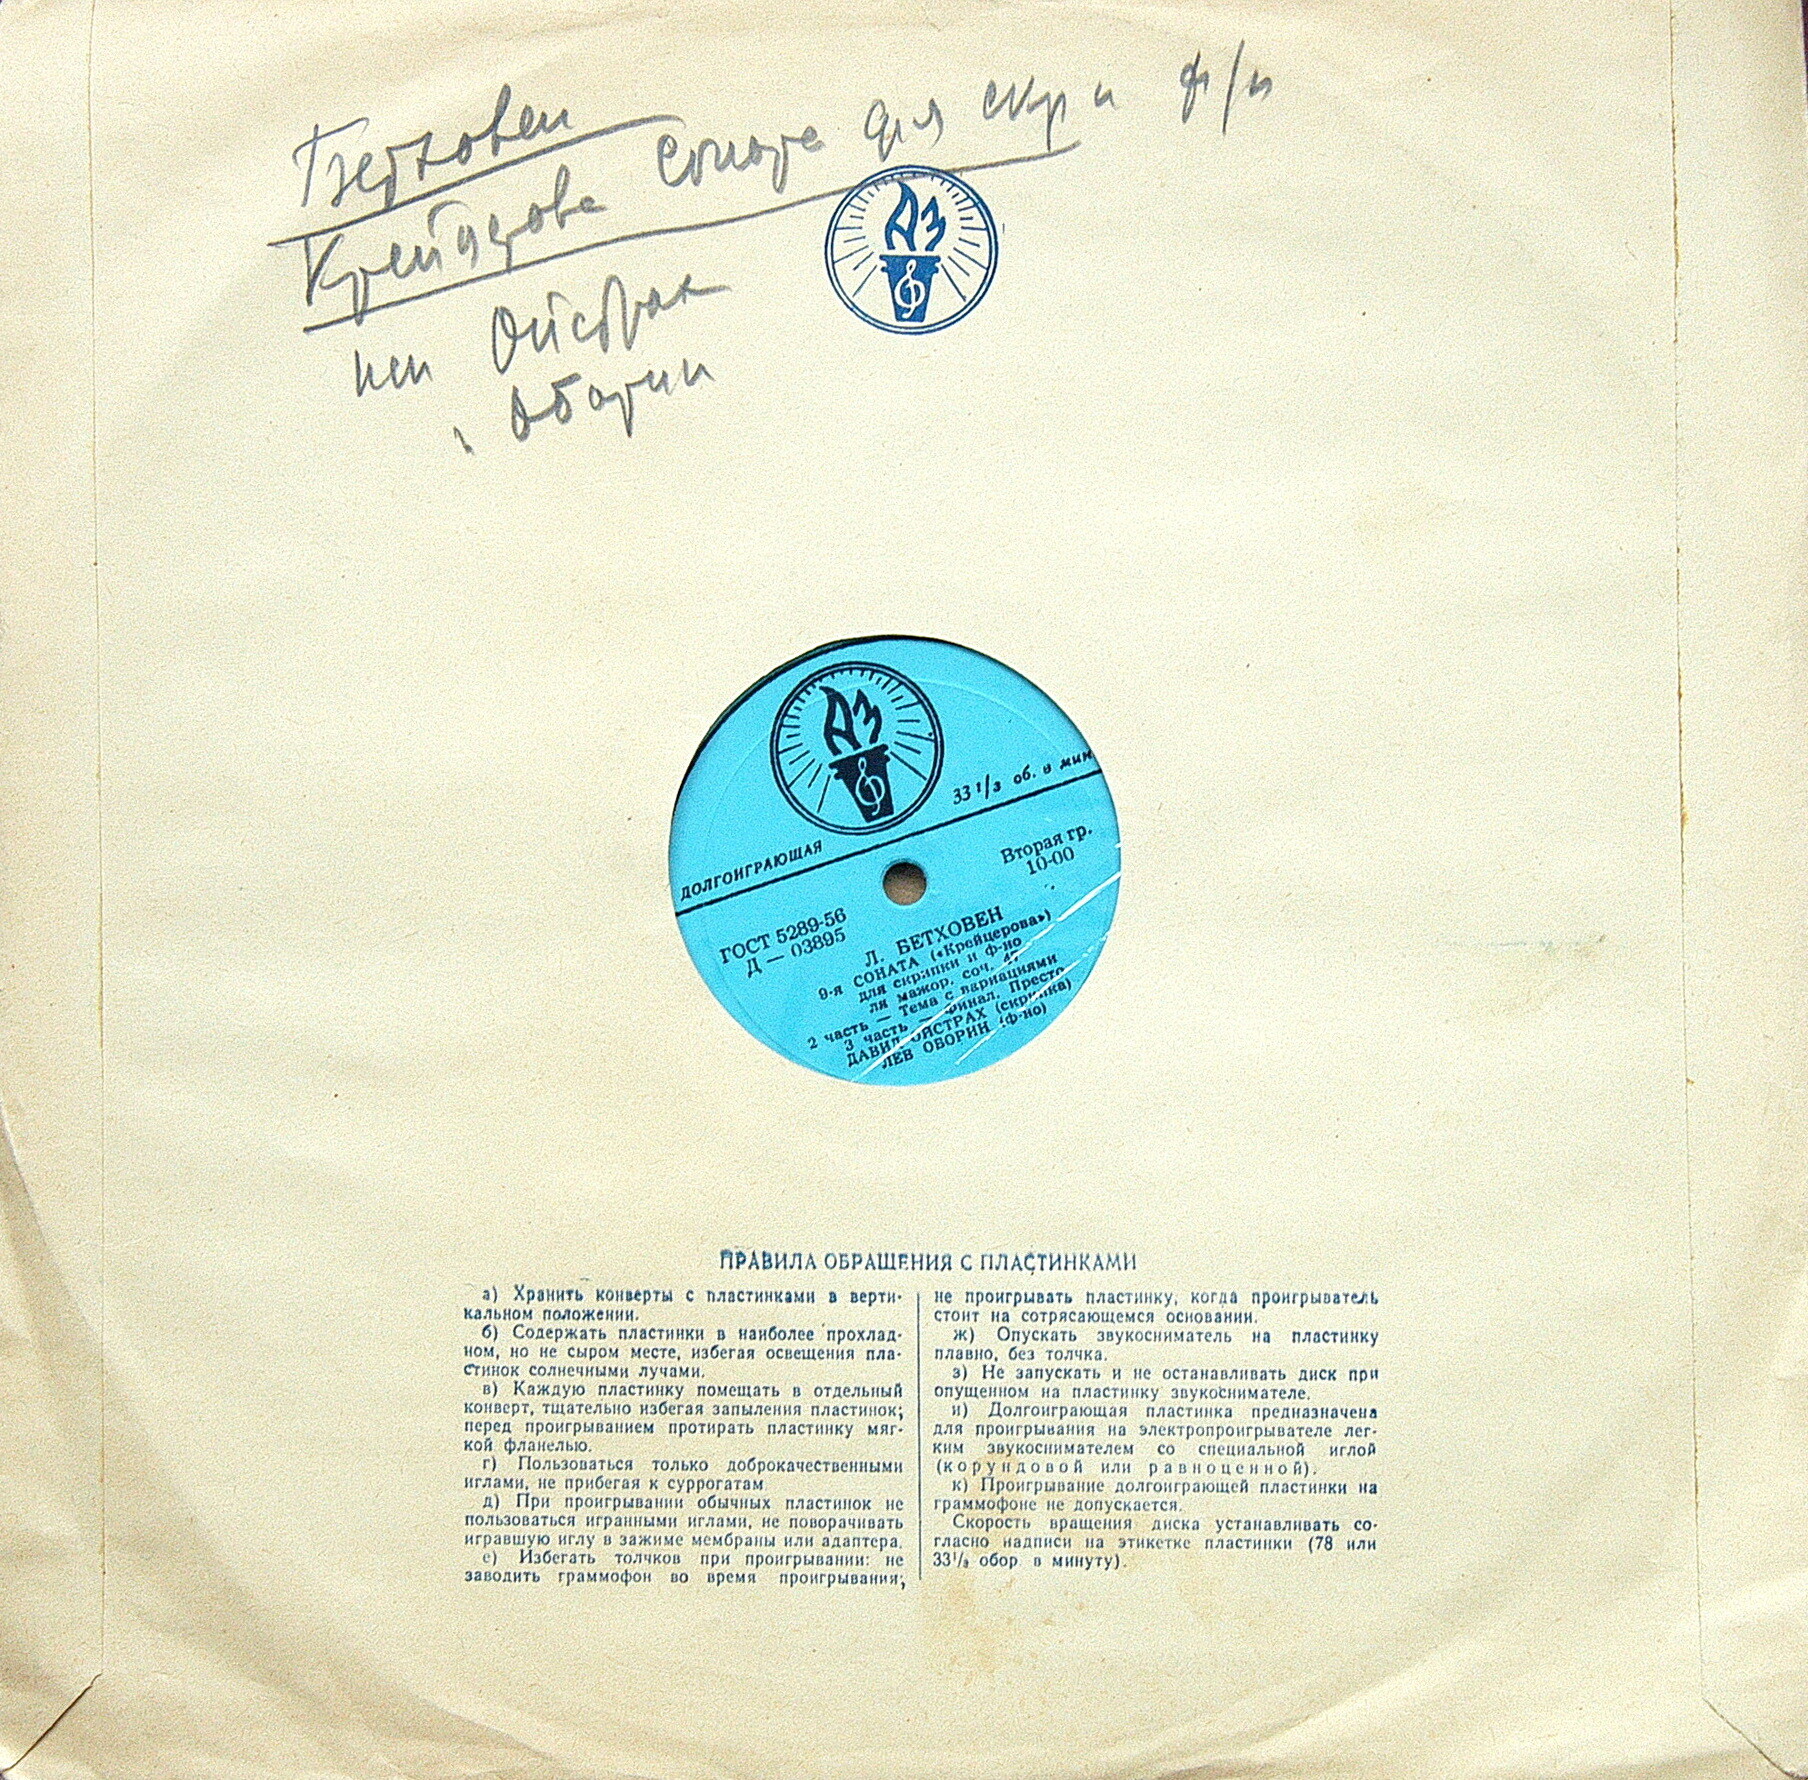 Бетховен
Крейцерова Соната для скр и ф/п
исп Ойстрах
и Оборин
АЗ
АЗ
33 1/3 об. в мин.
ДОЛГОИГРАЮЩАЯ
Вторая гр.
10-00
ГОСТ 5289-56
Д — 03895
Л. БЕТХОВЕН
9-я СОНАТА («Крейцерова»)
для скрипки и ф-но
ля мажор, соч. 47
2 часть — Тема с вариациями
3 часть — Финал. Престо
ДАВИД ОЙСТРАХ (скрипка)
ЛЕВ ОБОРИН (ф-но)
ПРАВИЛА ОБРАЩЕНИЯ С ПЛАСТИНКАМИ
а) Хранить конверты с пластинками в верти-
кальном положении.
б) Содержать пластинки в наиболее прохлад-
ном, но не сыром месте, избегая освещения пла-
стинок солнечными лучами.
в) Каждую пластинку помещать в отдельный
конверт, тщательно избегая запыления пластинок;
перед проигрыванием протирать пластинку мяг-
кой фланелью.
г) Пользоваться только доброкачественными
иглами, не прибегая к суррогатам
д) При проигрывании обычных пластинок не
пользоваться игранными иглами, не поворачивать
игравшую иглу в зажиме мембраны или адаптера.
е) Избегать толчков при проигрывании: не
заводить граммофон во время проигрывания;
не проигрывать пластинку, когда проигрыватель
стоит на сотрясающемся основании.
ж) Опускать звукосниматель на пластинку
плавно, без толчка.
з) Не запускать и не останавливать диск при
опущенном на пластинку звукоснимателе.
и) Долгоиграющая пластинка предназначена
для проигрывания на электропроигрывателе лег-
ким звукоснимателем со специальной иглой
(корундовой или равноценной).
к) Проигрывание долгоиграющей пластинки на
граммофоне не допускается.
Скорость вращения диска устанавливать со-
гласно надписи на этикетке пластинки (78 или
33 1/3 обор. в минуту).